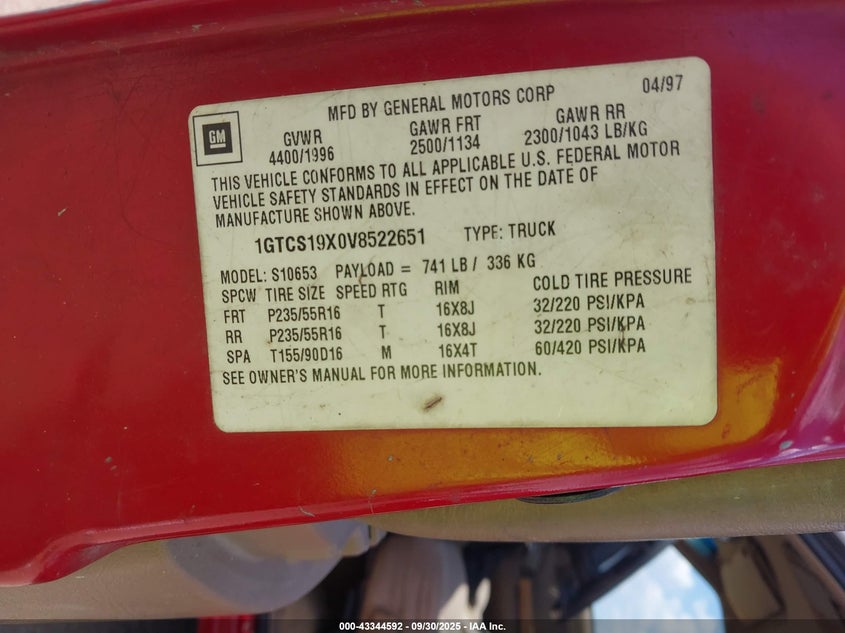 04/97
MFD BY GENERAL MOTORS CORP
GM
GVWR GAWR FRT GAWR RR
4400/1996 2500/1134 2300/1043 LB/KG
THIS VEHICLE CONFORMS TO ALL APPLICABLE U.S. FEDERAL MOTOR
VEHICLE SAFETY STANDARDS IN EFFECT ON THE DATE OF
MANUFACTURE SHOWN ABOVE.
1GTCS19X0V8522651 TYPE: TRUCK
MODEL: S10653 PAYLOAD = 741 LB / 336 KG
SPCW TIRE SIZE SPEED RTG RIM COLD TIRE PRESSURE
FRT P235/55R16 T 16X8J 32/220 PSI/KPA
RR P235/55R16 T 16X8J 32/220 PSI/KPA
SPA T155/90D16 M 16X4T 60/420 PSI/KPA
SEE OWNER'S MANUAL FOR MORE INFORMATION.
000-43344592 - 09/30/2025 - IAA Inc.